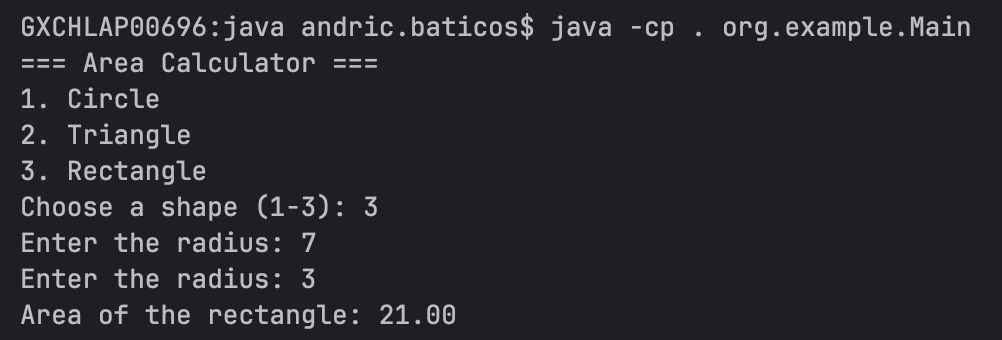 GXCHLAP00696:java andric.baticos$ java -cp . org.example.Main
=== Area Calculator ===
1. Circle
2. Triangle
3. Rectangle
Choose a shape (1-3): 3
Enter the radius: 7
Enter the radius: 3
Area of the rectangle: 21.00